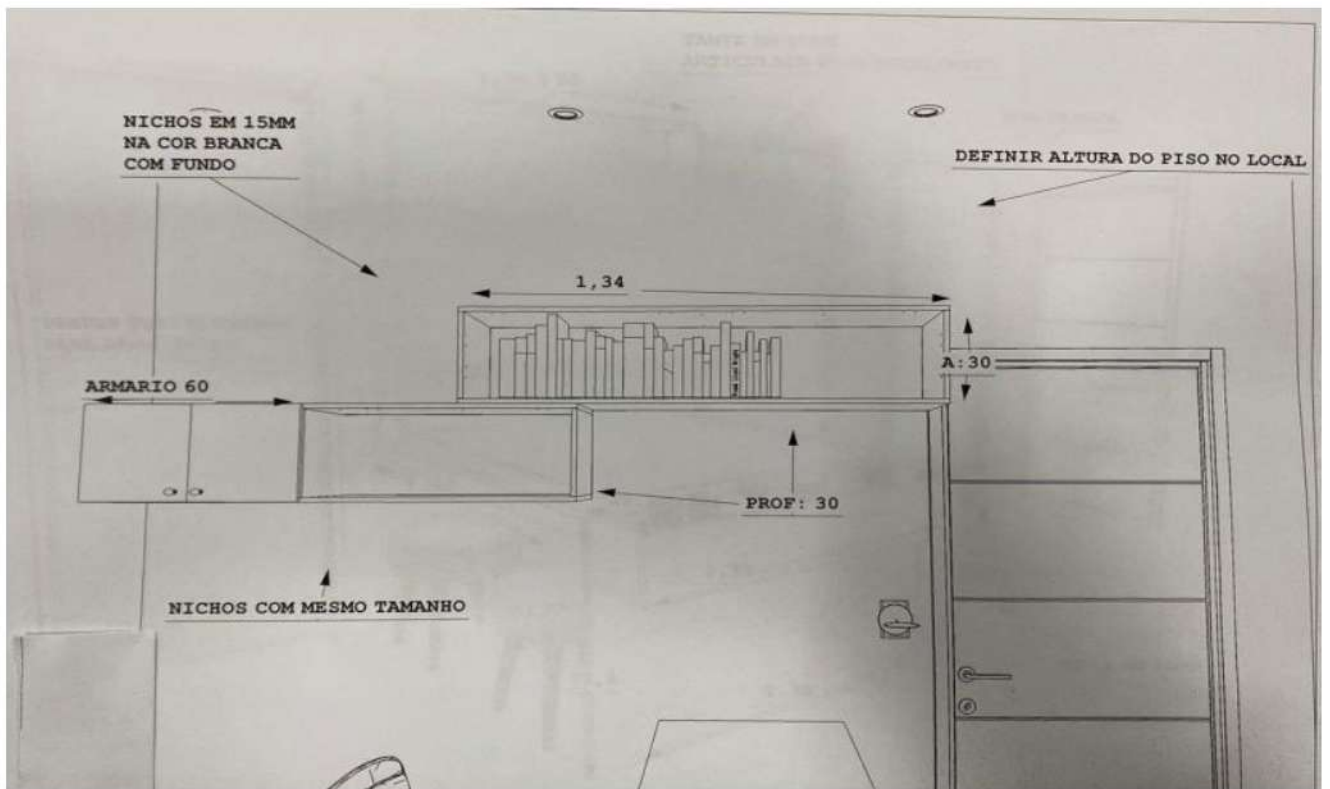 NICHOS EM 15MM
NA COR BRANCA
COM FUNDO
DEFINIR ALTURA DO PISO NO LOCAL
1,34
A:30
ARMARIO 60
PROF: 30
NICHOS COM MESMO TAMANHO